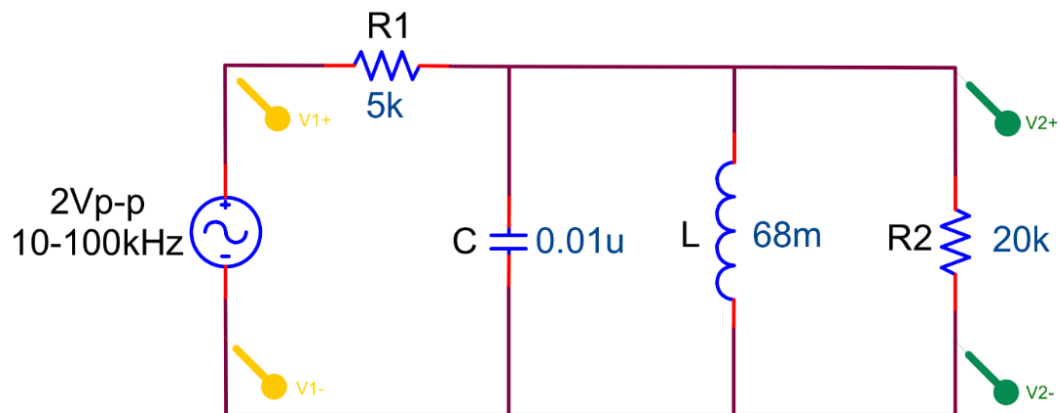 R1
5k
V1+
V2+
2Vp-p
10-100kHz
+
-
C
0.01u
L
68m
R2
20k
V1-
V2-